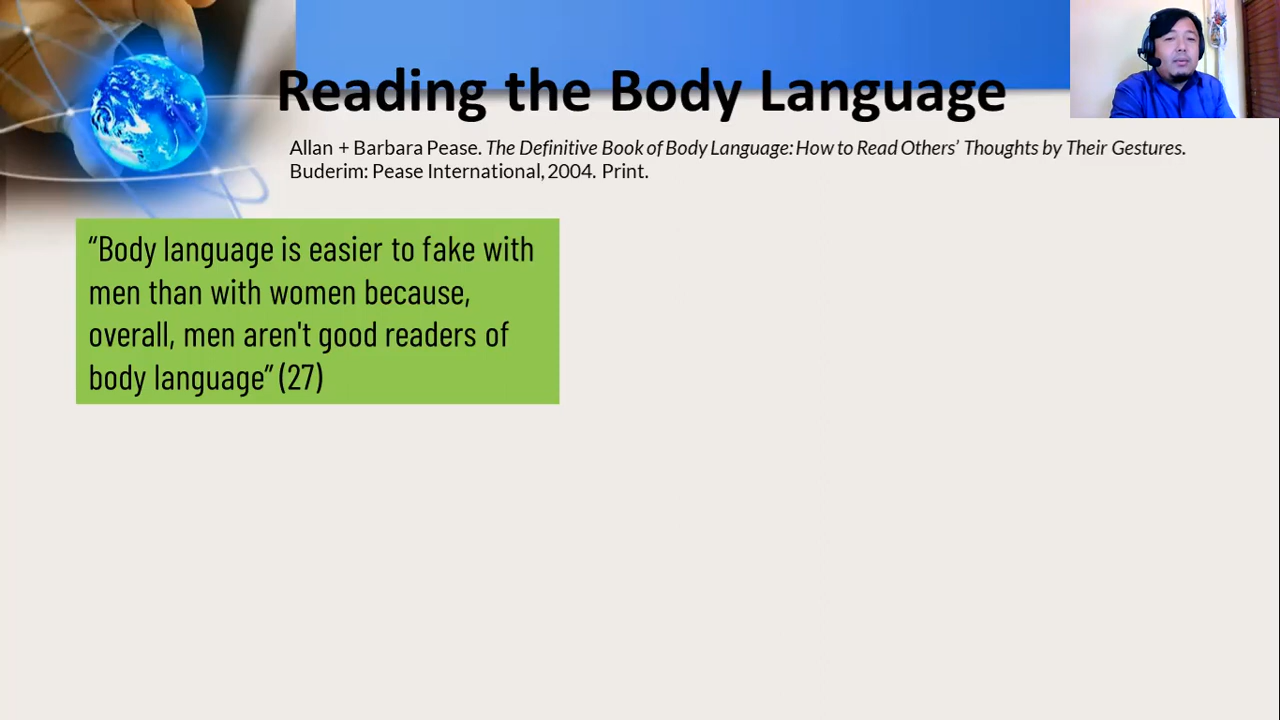 Reading the Body Language
Allan + Barbara Pease. The Definitive Book of Body Language: How to Read Others’ Thoughts by Their Gestures.
Buderim: Pease International, 2004. Print.
“Body language is easier to fake with
men than with women because,
overall, men aren't good readers of
body language” (27)